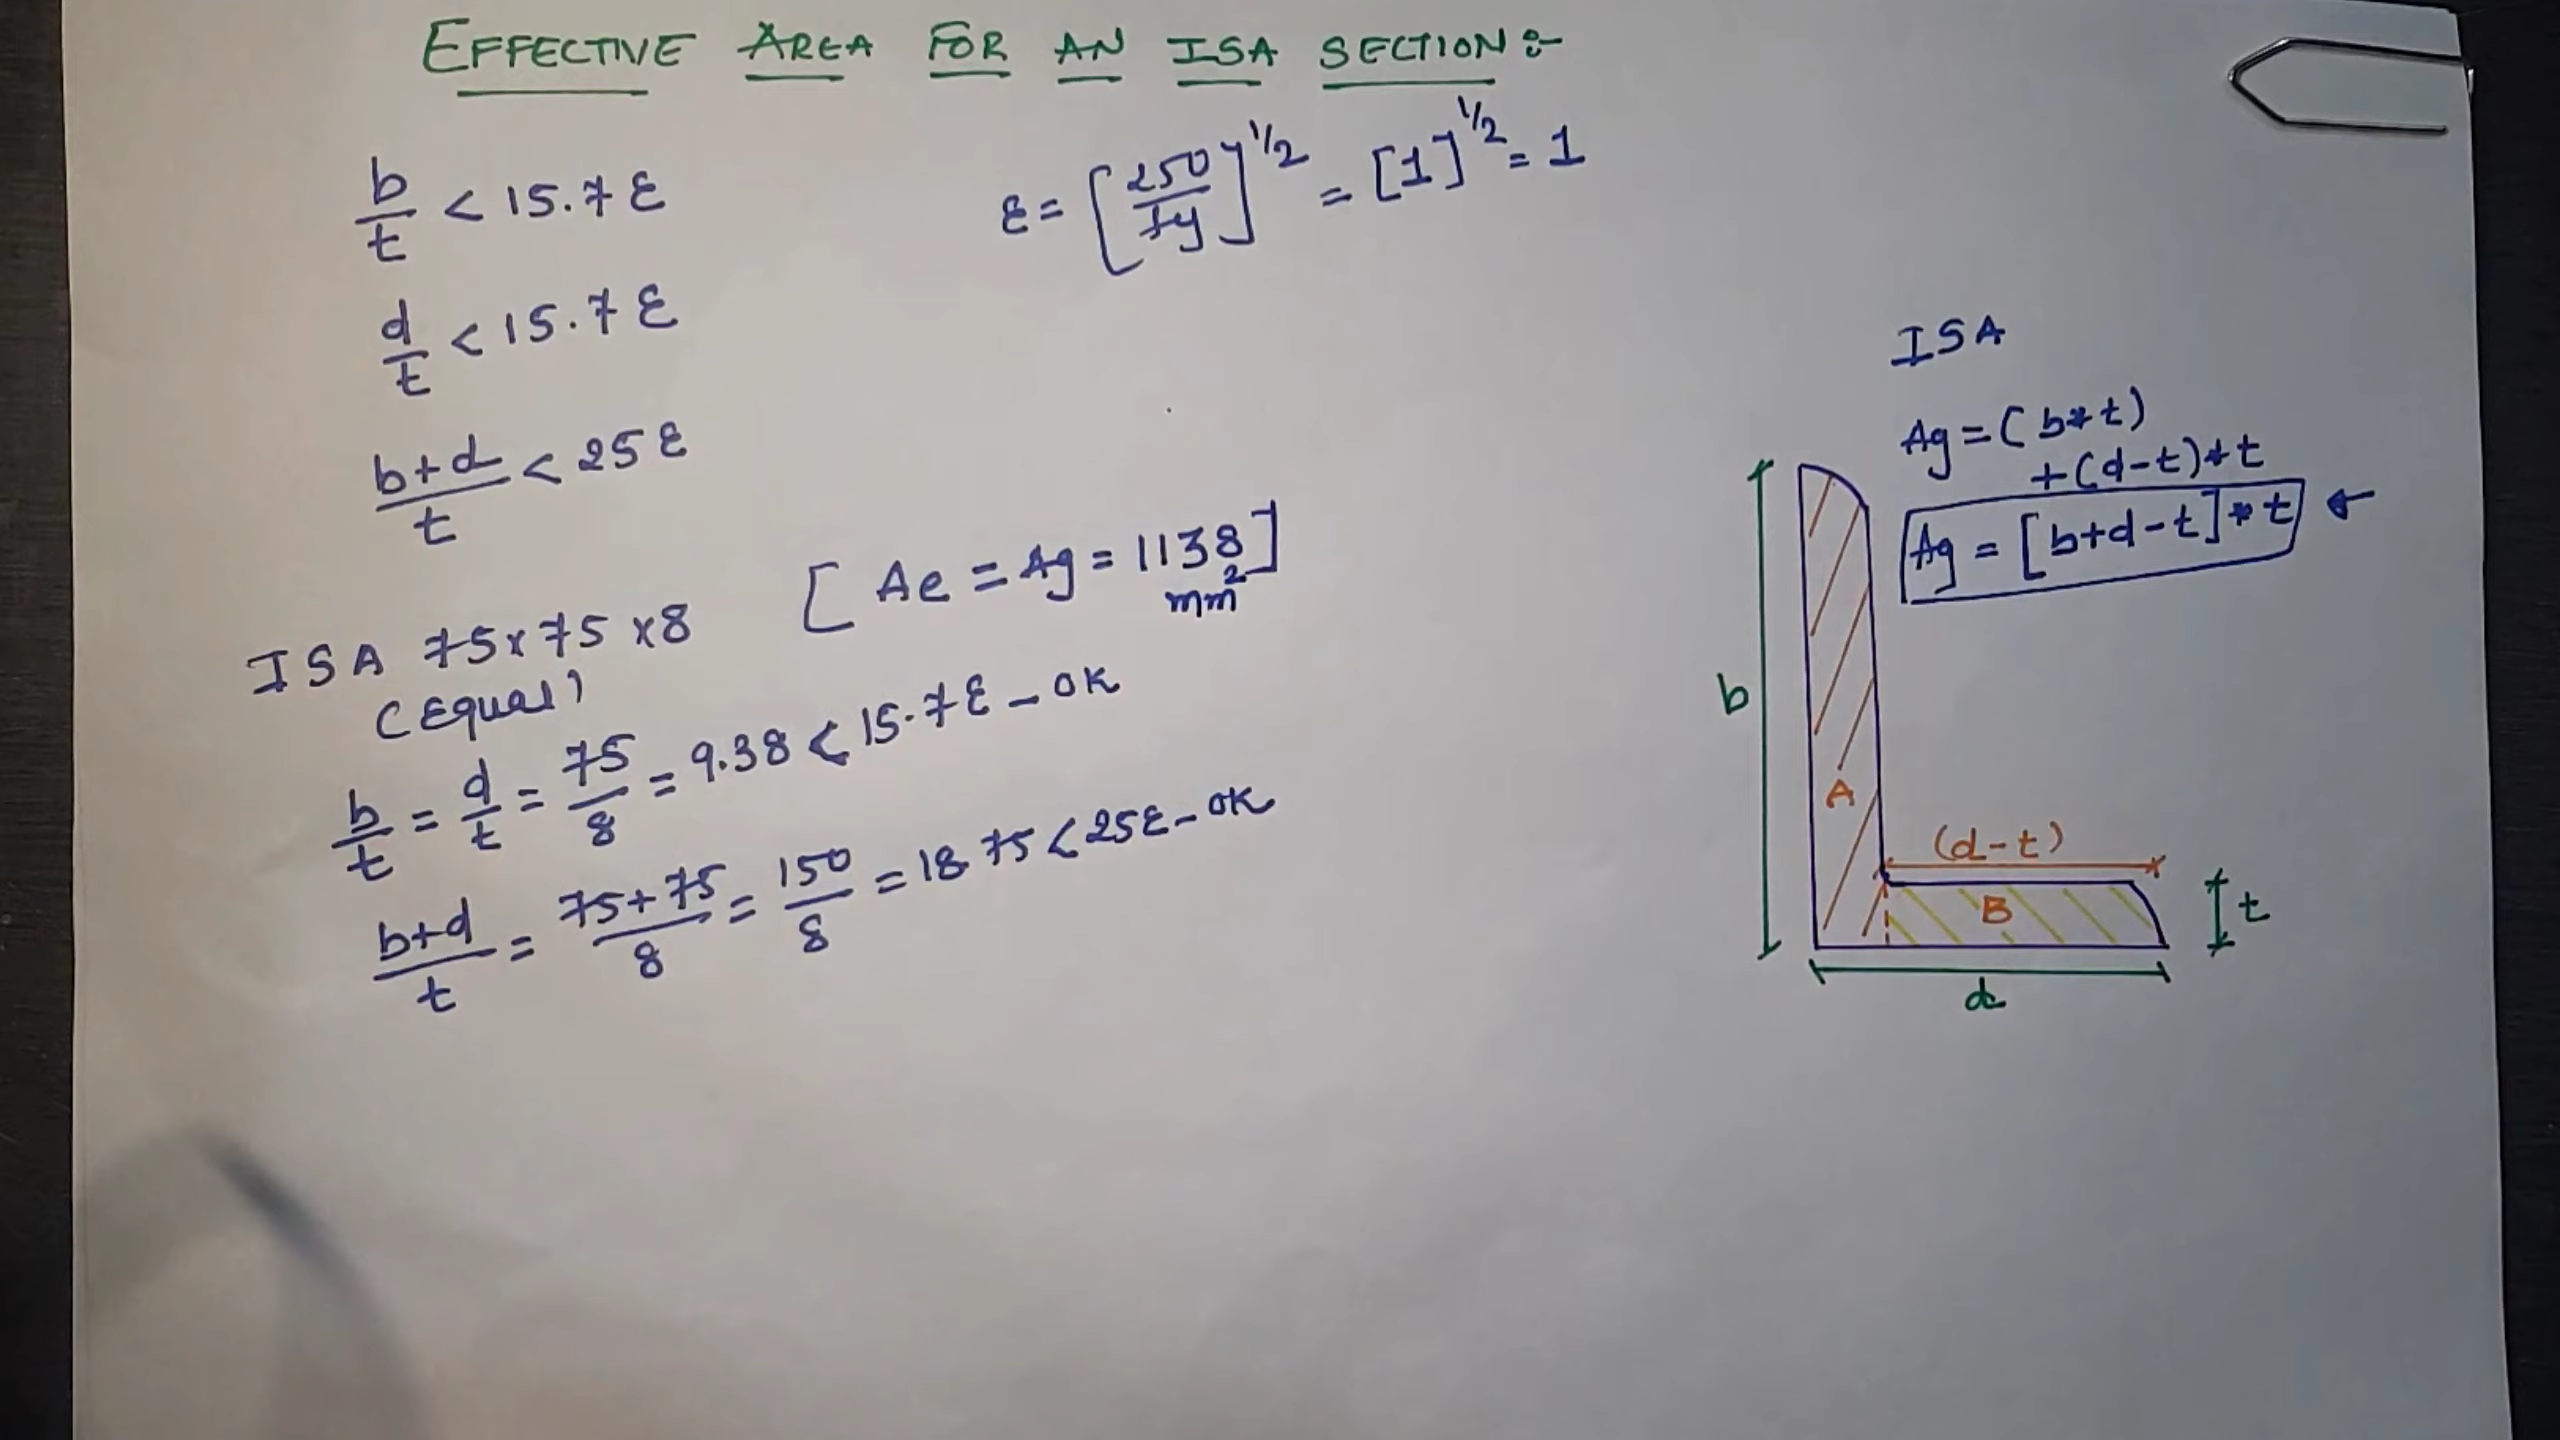 EFFECTIVE AREA FOR AN ISA SECTION:-
b/t < 15.7 ε
ε = [250/fy]^1/2 = [1]^1/2 = 1
d/t < 15.7 ε
b+d/t < 25 ε
[Ae = Ag = 1138]
mm²
ISA 75x75x8
(Equal)
b/t = d/t = 75/8 = 9.38 < 15.7ε - OK
b+d/t = 75+75/8 = 150/8 = 18 75 < 25ε - OK
ISA
Ag = (b*t)
+(d-t)*t
Ag = [b+d-t]*t ←
b
A
(d-t)
B
t
d